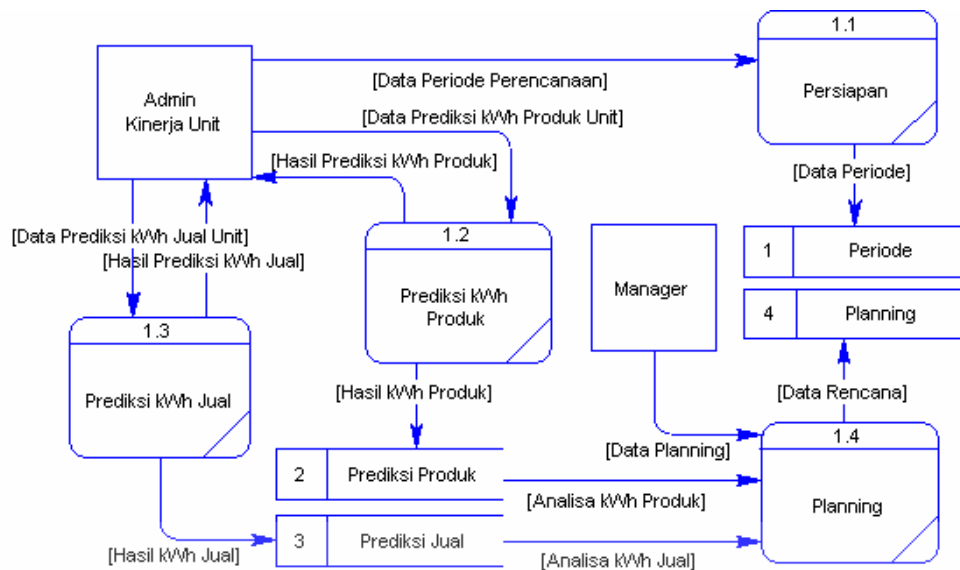 1.1
Persiapan
Admin
Kinerja Unit
[Data Periode Perencanaan]
[Data Prediksi kWh Produk Unit]
[Hasil Prediksi kWh Produk]
[Data Periode]
[Data Prediksi kWh Jual Unit]
[Hasil Prediksi kWh Jual]
1.2
Prediksi kWh
Produk
Manager
1 Periode
4 Planning
1.3
Prediksi kWh Jual
[Hasil kWh Produk]
[Data Rencana]
1.4
Planning
[Data Planning]
2 Prediksi Produk
[Analisa kWh Produk]
3 Prediksi Jual
[Hasil kWh Jual]
[Analisa kWh Jual]